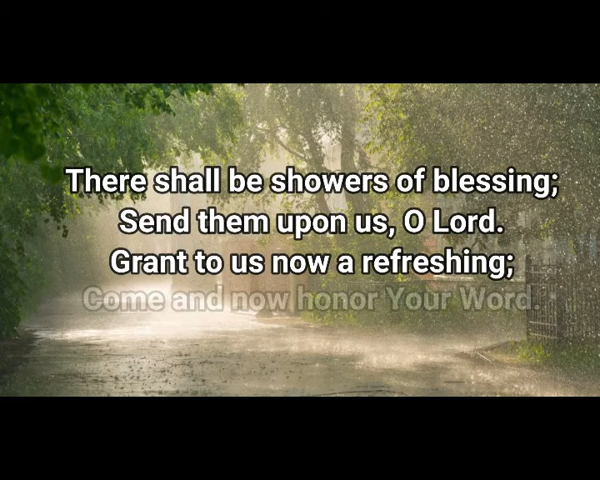 There shall be showers of blessing;
Send them upon us, O Lord.
Grant to us now a refreshing;
Come and now honor Your Word.